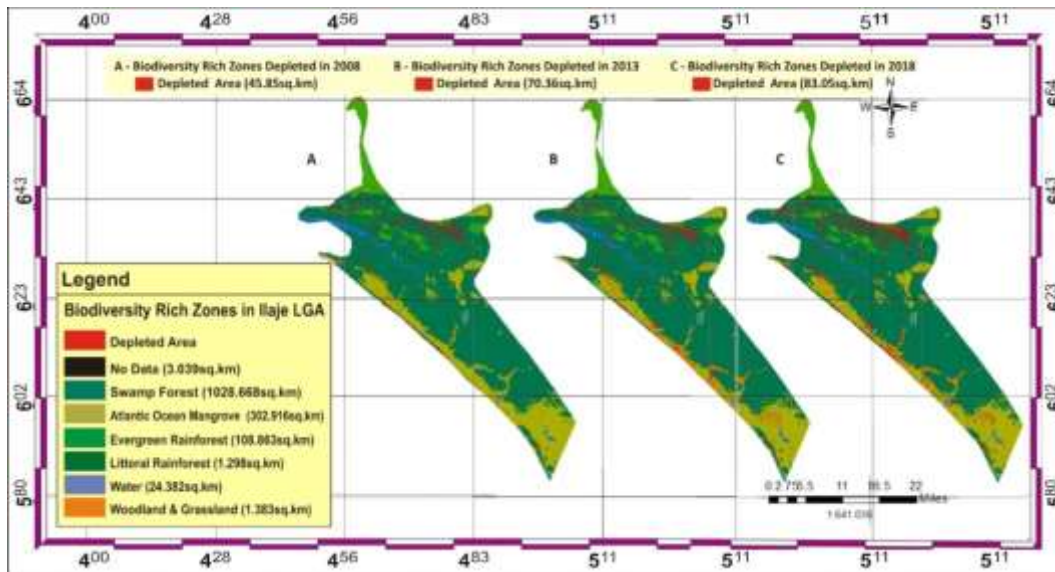 4⁰⁰ 4²⁸ 4⁵⁶ 4⁸³ 5¹¹ 5¹¹ 5¹¹ 5¹¹
A - Biodiversity Rich Zones Depleted in 2008 B - Biodiversity Rich Zones Depleted in 2013 C - Biodiversity Rich Zones Depleted in 2018
Depleted Area (45.85sq.km) Depleted Area (70.36sq.km) Depleted Area (83.05sq.km)
N
W E
S
6⁶⁴ 6⁶⁴
A B C
6⁴³ 6⁴³
6²³ 6²³
6⁰² 6⁰²
5⁸⁰ 5⁸⁰
Legend
Biodiversity Rich Zones in Ilaje LGA
Depleted Area
No Data (3.039sq.km)
Swamp Forest (1028.668sq.km)
Atlantic Ocean Mangrove (302.916sq.km)
Evergreen Rainforest (108.863sq.km)
Littoral Rainforest (1.298sq.km)
Water (24.382sq.km)
Woodland & Grassland (1.383sq.km)
11 22
Miles
4⁰⁰ 4²⁸ 4⁵⁶ 4⁸³ 5¹¹ 5¹¹ 5¹¹ 5¹¹